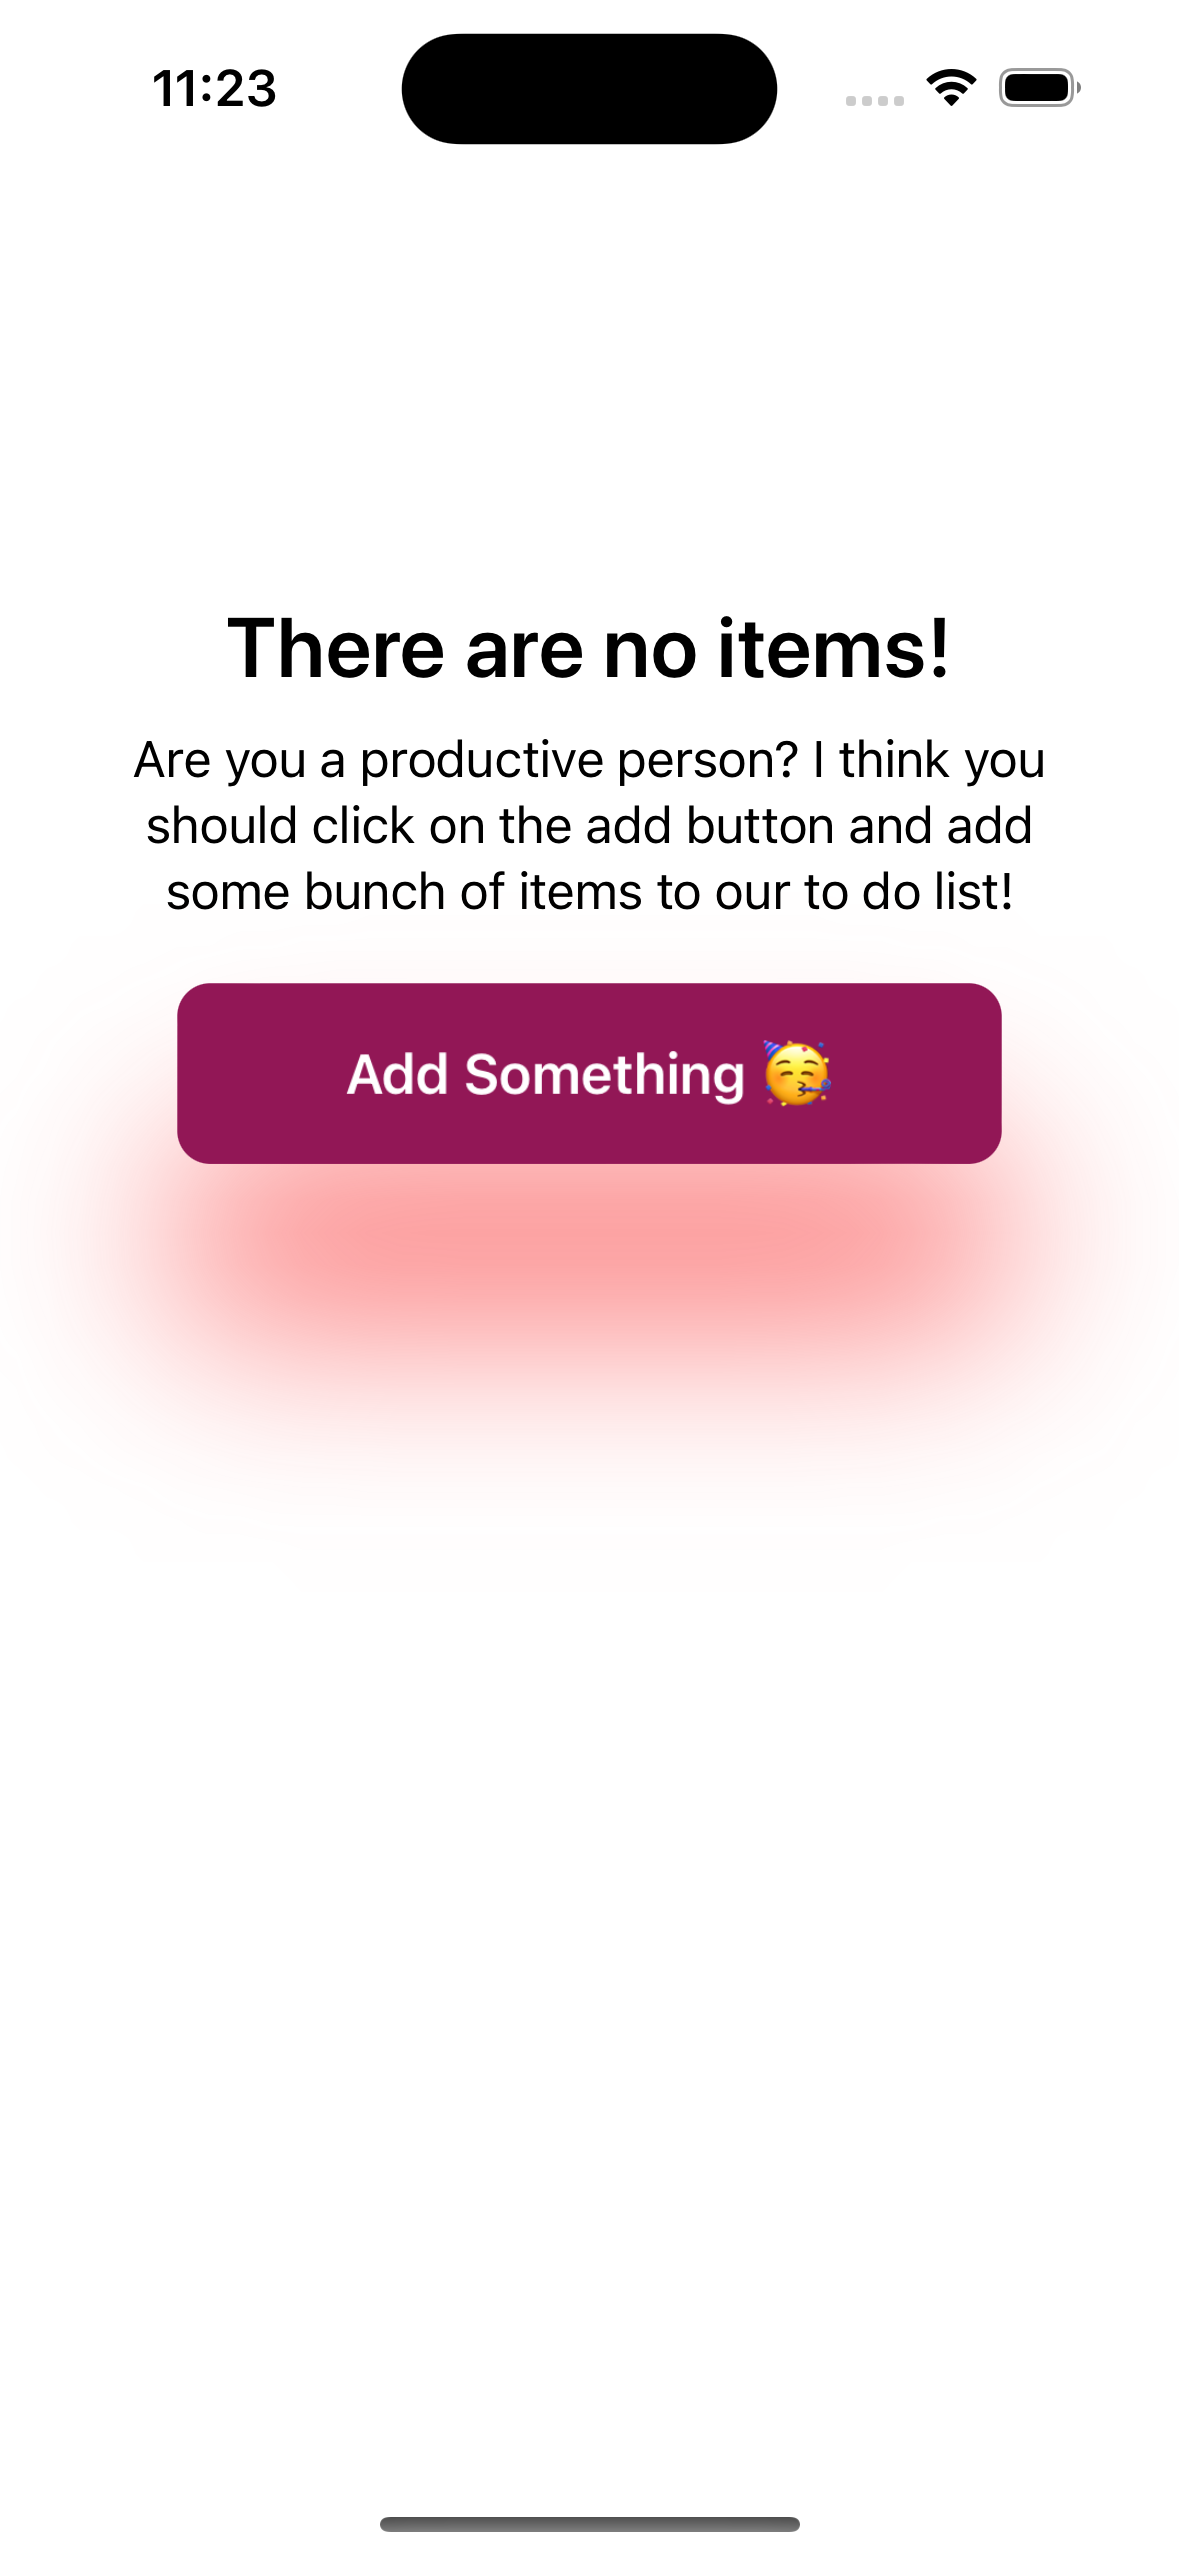 11:23
There are no items!
Are you a productive person? I think you
should click on the add button and add
some bunch of items to our to do list!
Add Something 🥳